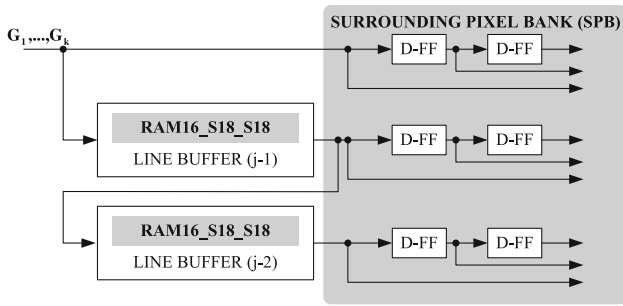 SURROUNDING PIXEL BANK (SPB)
G1,...,Gk
D-FF D-FF
RAM16_S18_S18
LINE BUFFER (j-1)
D-FF D-FF
RAM16_S18_S18
LINE BUFFER (j-2)
D-FF D-FF